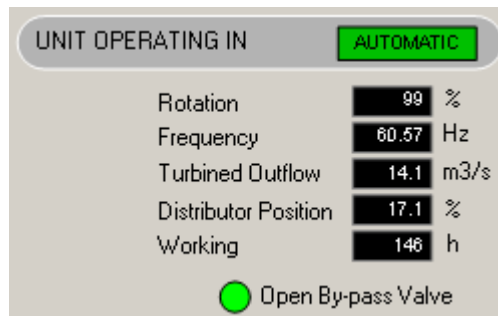 UNIT OPERATING IN AUTOMATIC
Rotation 99 %
Frequency 60.57 Hz
Turbined Outflow 14.1 m3/s
Distributor Position 17.1 %
Working 146 h
Open By-pass Valve